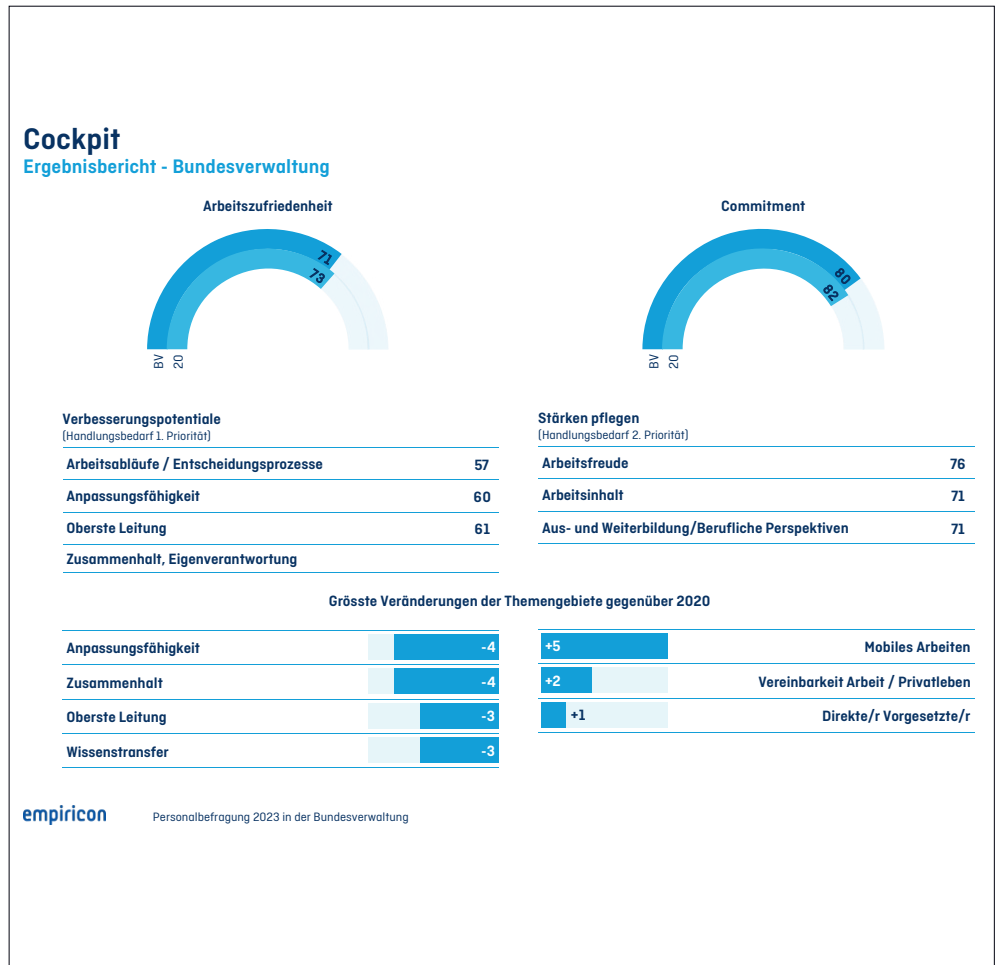 Cockpit
Ergebnisbericht - Bundesverwaltung
Arbeitszufriedenheit
71
73
BV
20
Commitment
80
82
BV
20
Verbesserungspotentiale
(Handlungsbedarf 1. Priorität)
Arbeitsabläufe / Entscheidungsprozesse 57
Anpassungsfähigkeit 60
Oberste Leitung 61
Zusammenhalt, Eigenverantwortung
Stärken pflegen
(Handlungsbedarf 2. Priorität)
Arbeitsfreude 76
Arbeitsinhalt 71
Aus- und Weiterbildung/Berufliche Perspektiven 71
Grösste Veränderungen der Themengebiete gegenüber 2020
Anpassungsfähigkeit -4
Zusammenhalt -4
Oberste Leitung -3
Wissenstransfer -3
+5 Mobiles Arbeiten
+2 Vereinbarkeit Arbeit / Privatleben
+1 Direkte/r Vorgesetzte/r
empiricon
Personalbefragung 2023 in der Bundesverwaltung